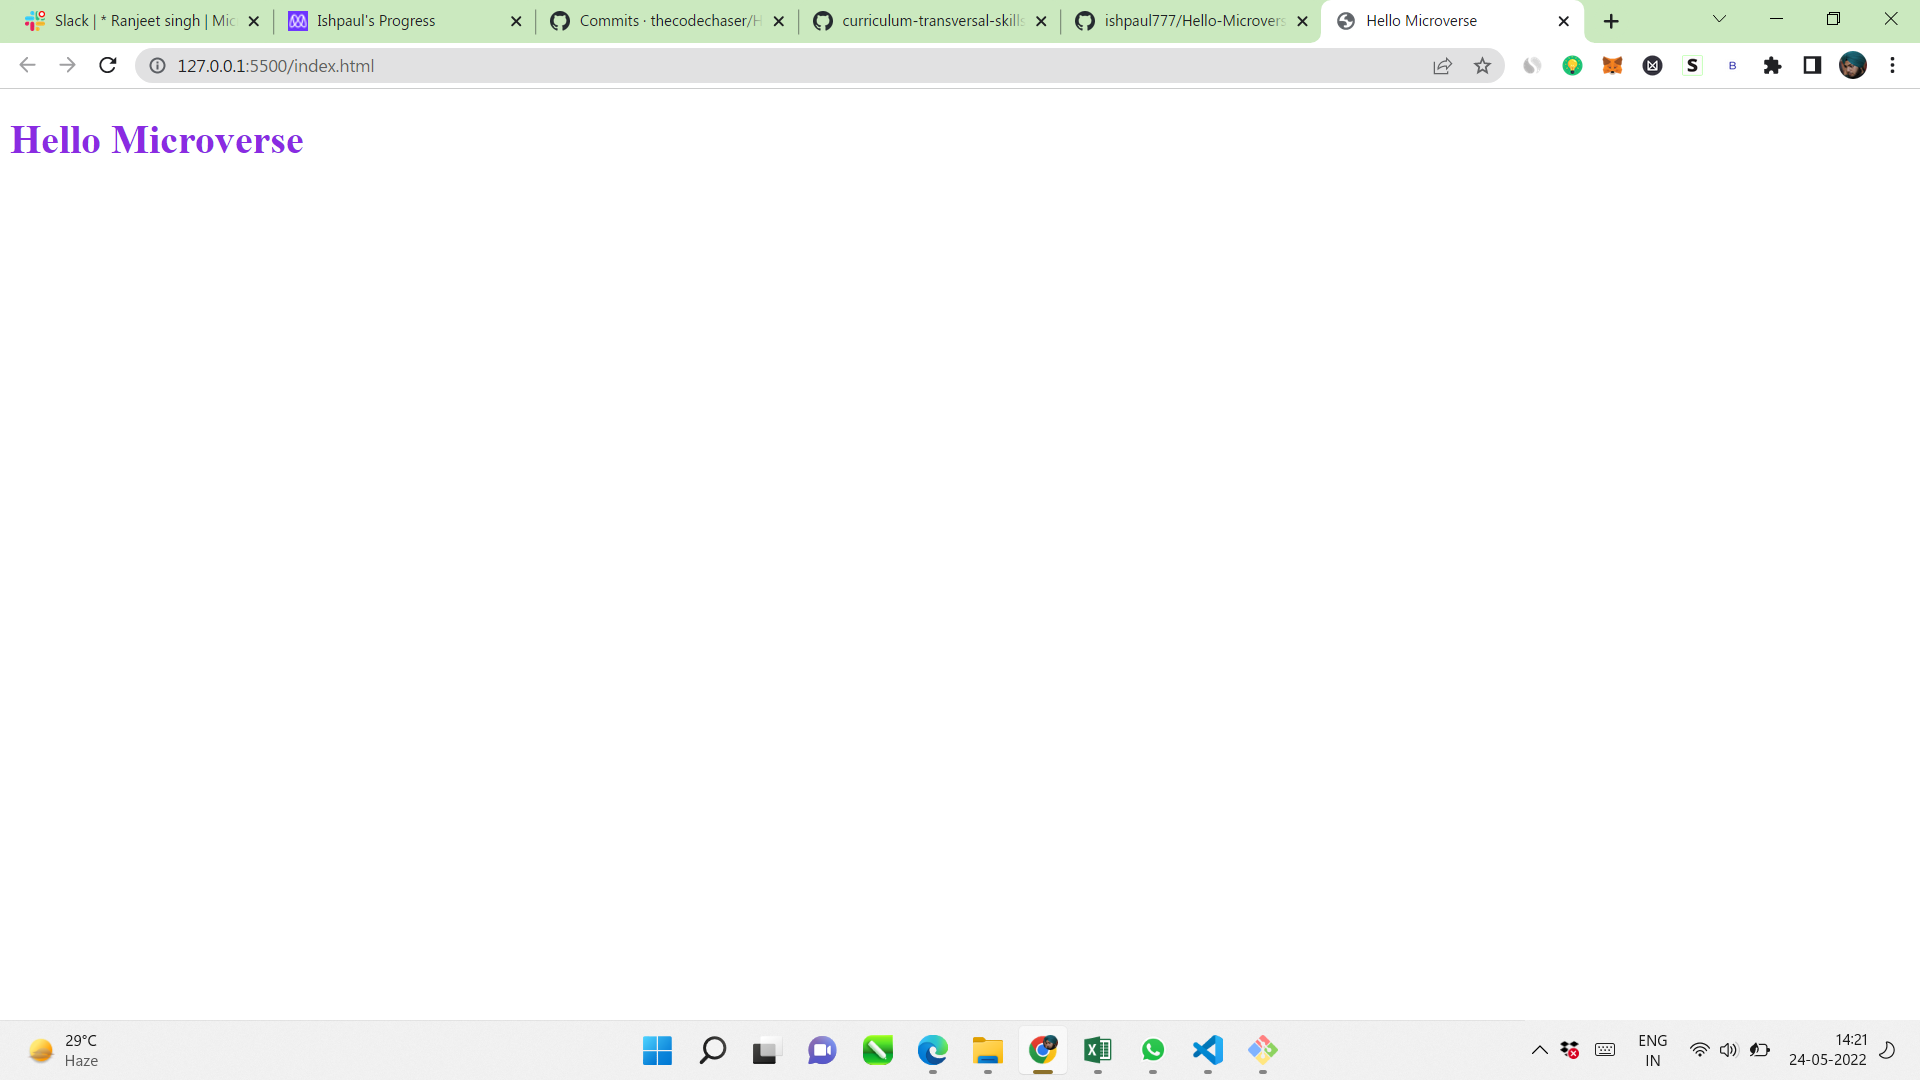 Slack | * Ranjeet singh | Mic
Ishpaul's Progress
Commits · thecodechaser/H
curriculum-transversal-skills
ishpaul777/Hello-Microvers
Hello Microverse
127.0.0.1:5500/index.html
S
B
Hello Microverse
29°C
Haze
ENG
IN
14:21
24-05-2022